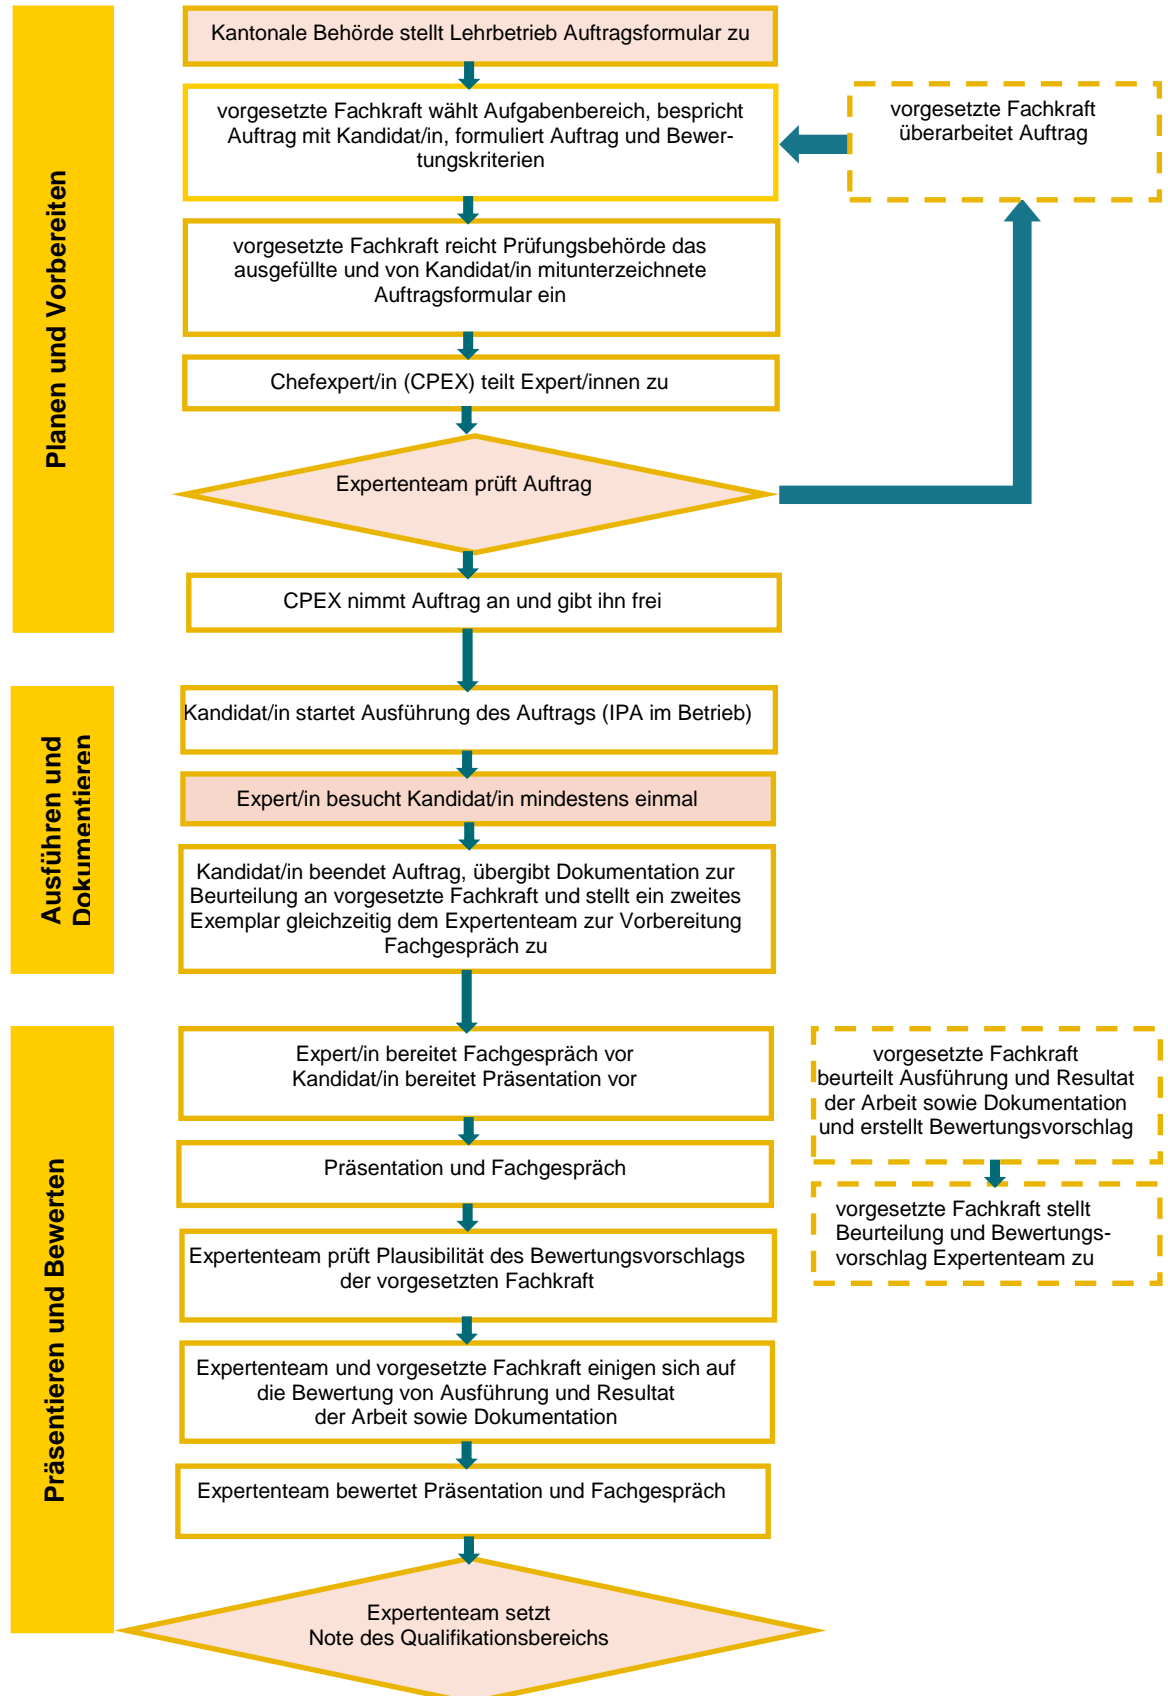 Planen und Vorbereiten
Kantonale Behörde stellt Lehrbetrieb Auftragsformular zu
vorgesetzte Fachkraft wählt Aufgabenbereich, bespricht
Auftrag mit Kandidat/in, formuliert Auftrag und Bewer-
tungskriterien
vorgesetzte Fachkraft
überarbeitet Auftrag
vorgesetzte Fachkraft reicht Prüfungsbehörde das
ausgefüllte und von Kandidat/in mitunterzeichnete
Auftragsformular ein
Chefexpert/in (CPEX) teilt Expert/innen zu
Expertenteam prüft Auftrag
CPEX nimmt Auftrag an und gibt ihn frei
Ausführen und
Dokumentieren
Kandidat/in startet Ausführung des Auftrags (IPA im Betrieb)
Expert/in besucht Kandidat/in mindestens einmal
Kandidat/in beendet Auftrag, übergibt Dokumentation zur
Beurteilung an vorgesetzte Fachkraft und stellt ein zweites
Exemplar gleichzeitig dem Expertenteam zur Vorbereitung
Fachgespräch zu
Präsentieren und Bewerten
Expert/in bereitet Fachgespräch vor
Kandidat/in bereitet Präsentation vor
vorgesetzte Fachkraft
beurteilt Ausführung und Resultat
der Arbeit sowie Dokumentation
und erstellt Bewertungsvorschlag
Präsentation und Fachgespräch
vorgesetzte Fachkraft stellt
Beurteilung und Bewertungs-
vorschlag Expertenteam zu
Expertenteam prüft Plausibilität des Bewertungsvorschlags
der vorgesetzten Fachkraft
Expertenteam und vorgesetzte Fachkraft einigen sich auf
die Bewertung von Ausführung und Resultat
der Arbeit sowie Dokumentation
Expertenteam bewertet Präsentation und Fachgespräch
Expertenteam setzt
Note des Qualifikationsbereichs